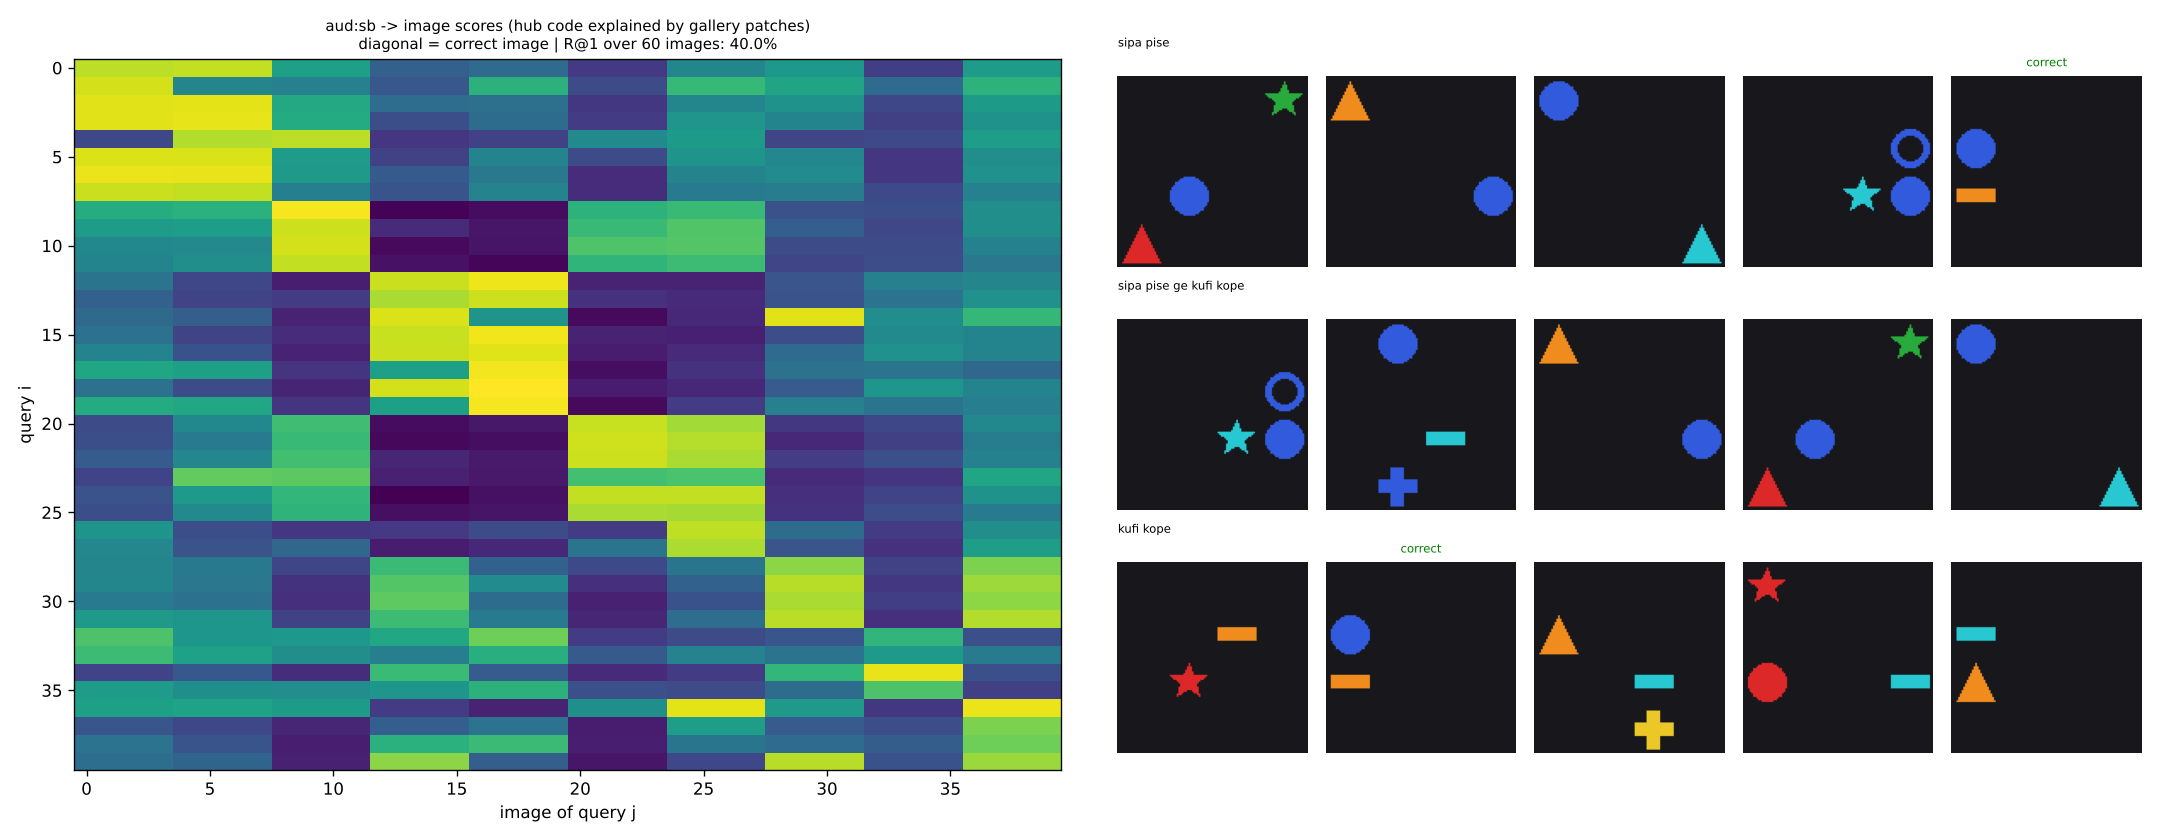 aud:sb -> image scores (hub code explained by gallery patches)
diagonal = correct image | R@1 over 60 images: 40.0%
0
5
10
15
20
25
30
35
query i
0 5 10 15 20 25 30 35
image of query j
sipa pise
correct
sipa pise ge kufi kope
kufi kope
correct